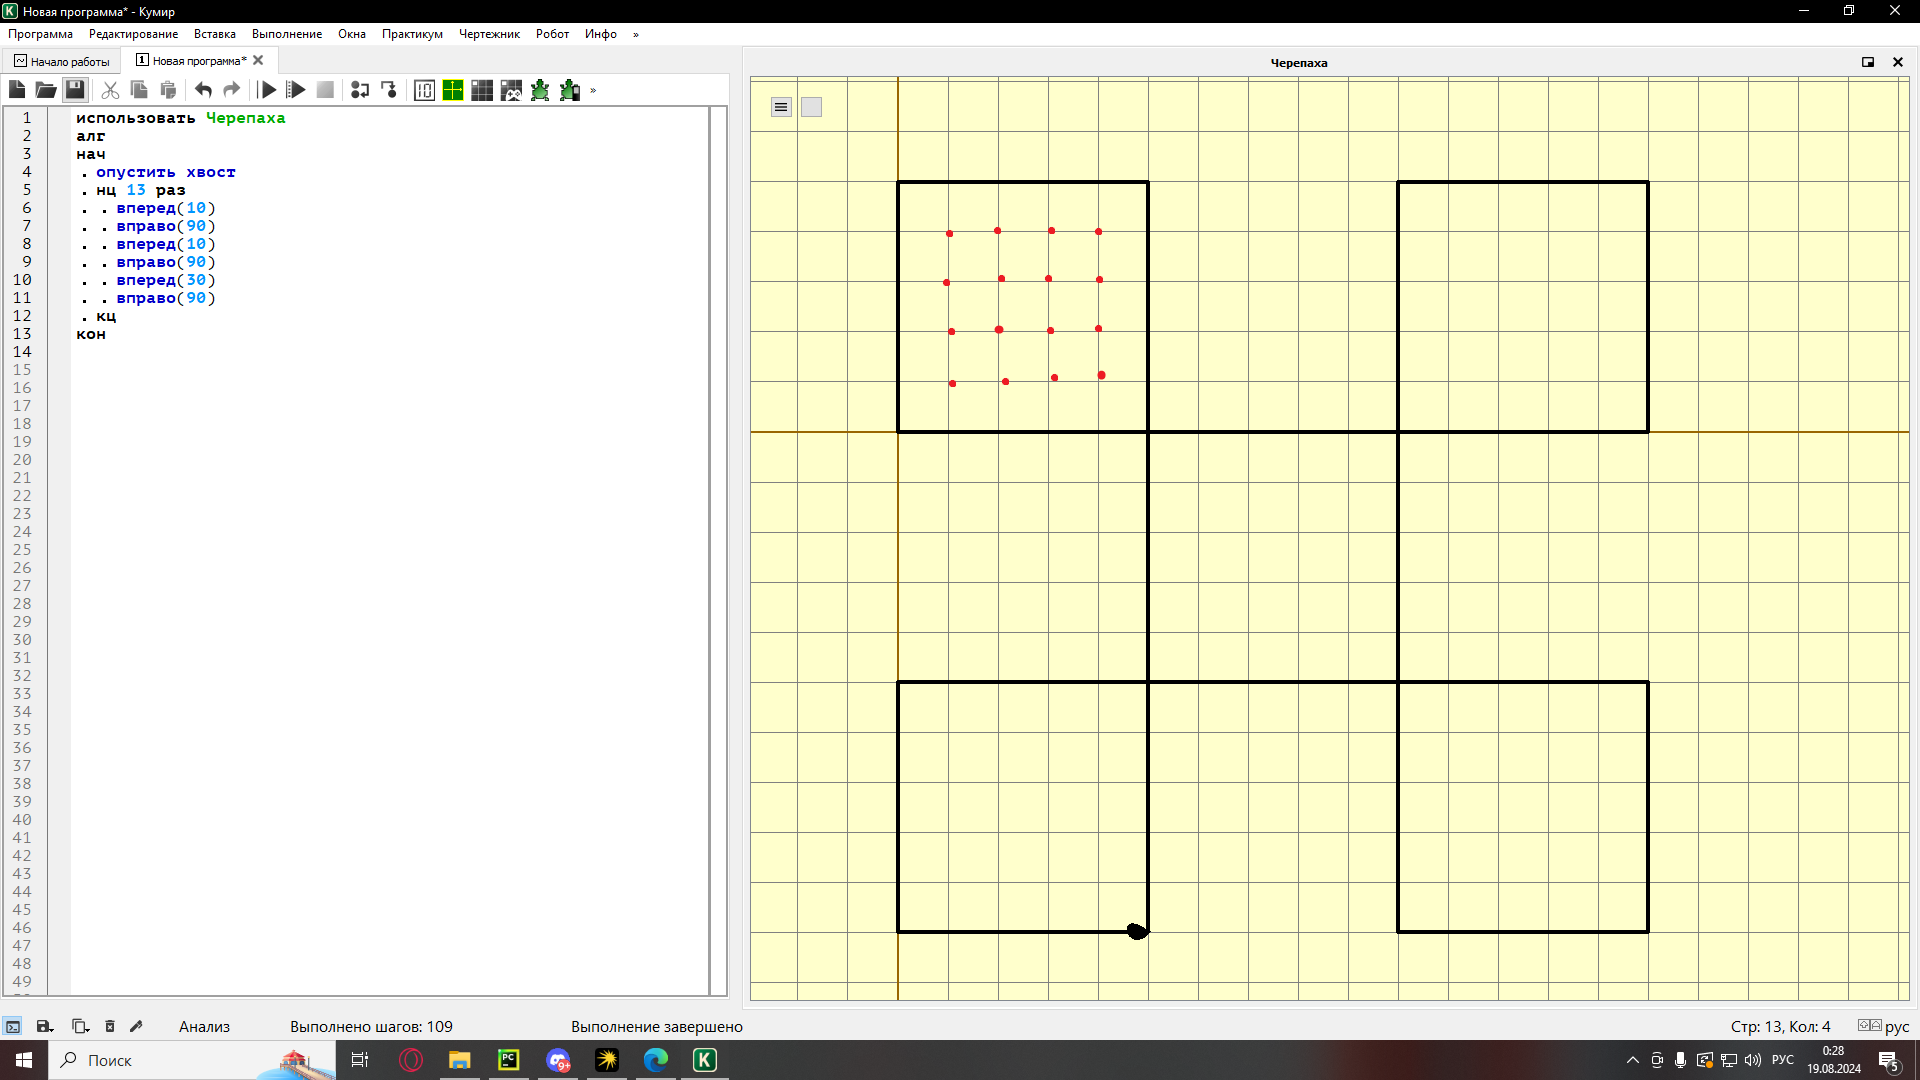 Новая программа* - Кумир
Программа Редактирование Вставка Выполнение Окна Практикум Чертежник Робот Инфо »
Начало работы
1 Новая программа*
Черепаха
»
1 использовать Черепаха
2 алг
3 нач
4 . опустить хвост
5 . нц 13 раз
6 . . вперед(10)
7 . . вправо(90)
8 . . вперед(10)
9 . . вправо(90)
10 . . вперед(30)
11 . . вправо(90)
12 . кц
13 кон
14
15
16
17
18
19
20
21
22
23
24
25
26
27
28
29
30
31
32
33
34
35
36
37
38
39
40
41
42
43
44
45
46
47
48
49
Анализ Выполнено шагов: 109 Выполнение завершено Стр: 13, Кол: 4 рус
Поиск
PC
9+
K
РУС
0:28
19.08.2024
5